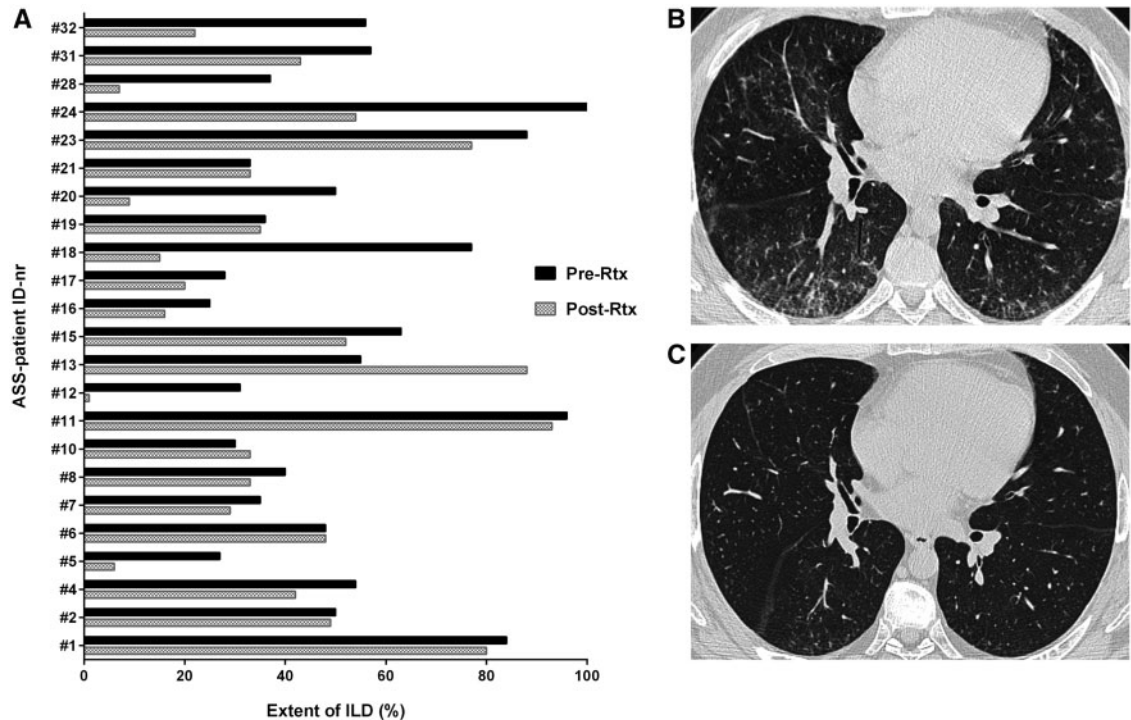 A
#32
#31
#28
#24
#23
#21
#20
#19
#18
#17
#16
#15
#13
#12
#11
#10
#8
#7
#6
#5
#4
#2
#1
ASS-patient ID-nr
0 20 40 60 80 100
Extent of ILD (%)
Pre-Rtx
Post-Rtx
B
C